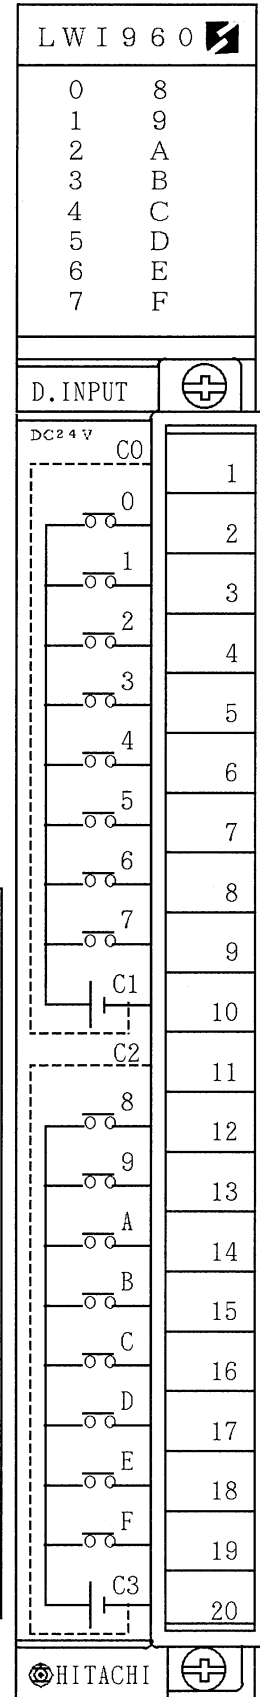 LWI960
0 8
1 9
2 A
3 B
4 C
5 D
6 E
7 F
D.INPUT
DC24V
C0 1
0 2
1 3
2 4
3 5
4 6
5 7
6 8
7 9
C1 10
C2 11
8 12
9 13
A 14
B 15
C 16
D 17
E 18
F 19
C3 20
HITACHI